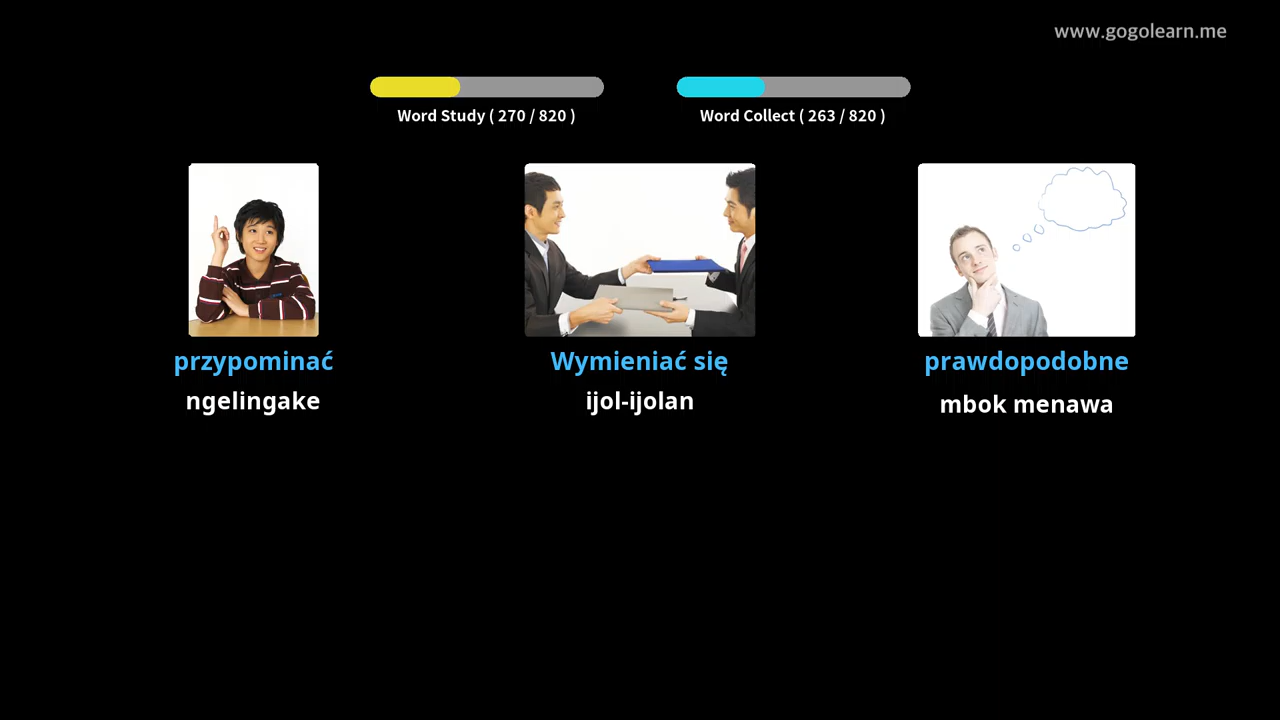 www.gogolearn.me
Word Study ( 270 / 820 )
Word Collect ( 263 / 820 )
przypominać
Wymieniać się
prawdopodobne
ngelingake
ijol-ijolan
mbok menawa